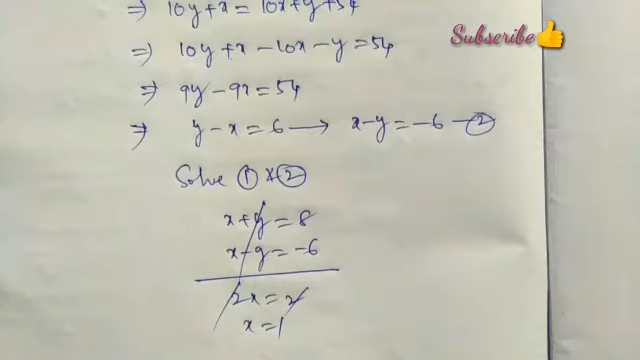 ⇒ 10y+x = 10x+y+54
Subscribe
⇒ 10y+x-10x-y=54
⇒ 9y-9x=54
⇒ y-x=6 → x-y=-6 -②
Solve ① & ②
x+y=8
x-y=-6
2x=2
x=1